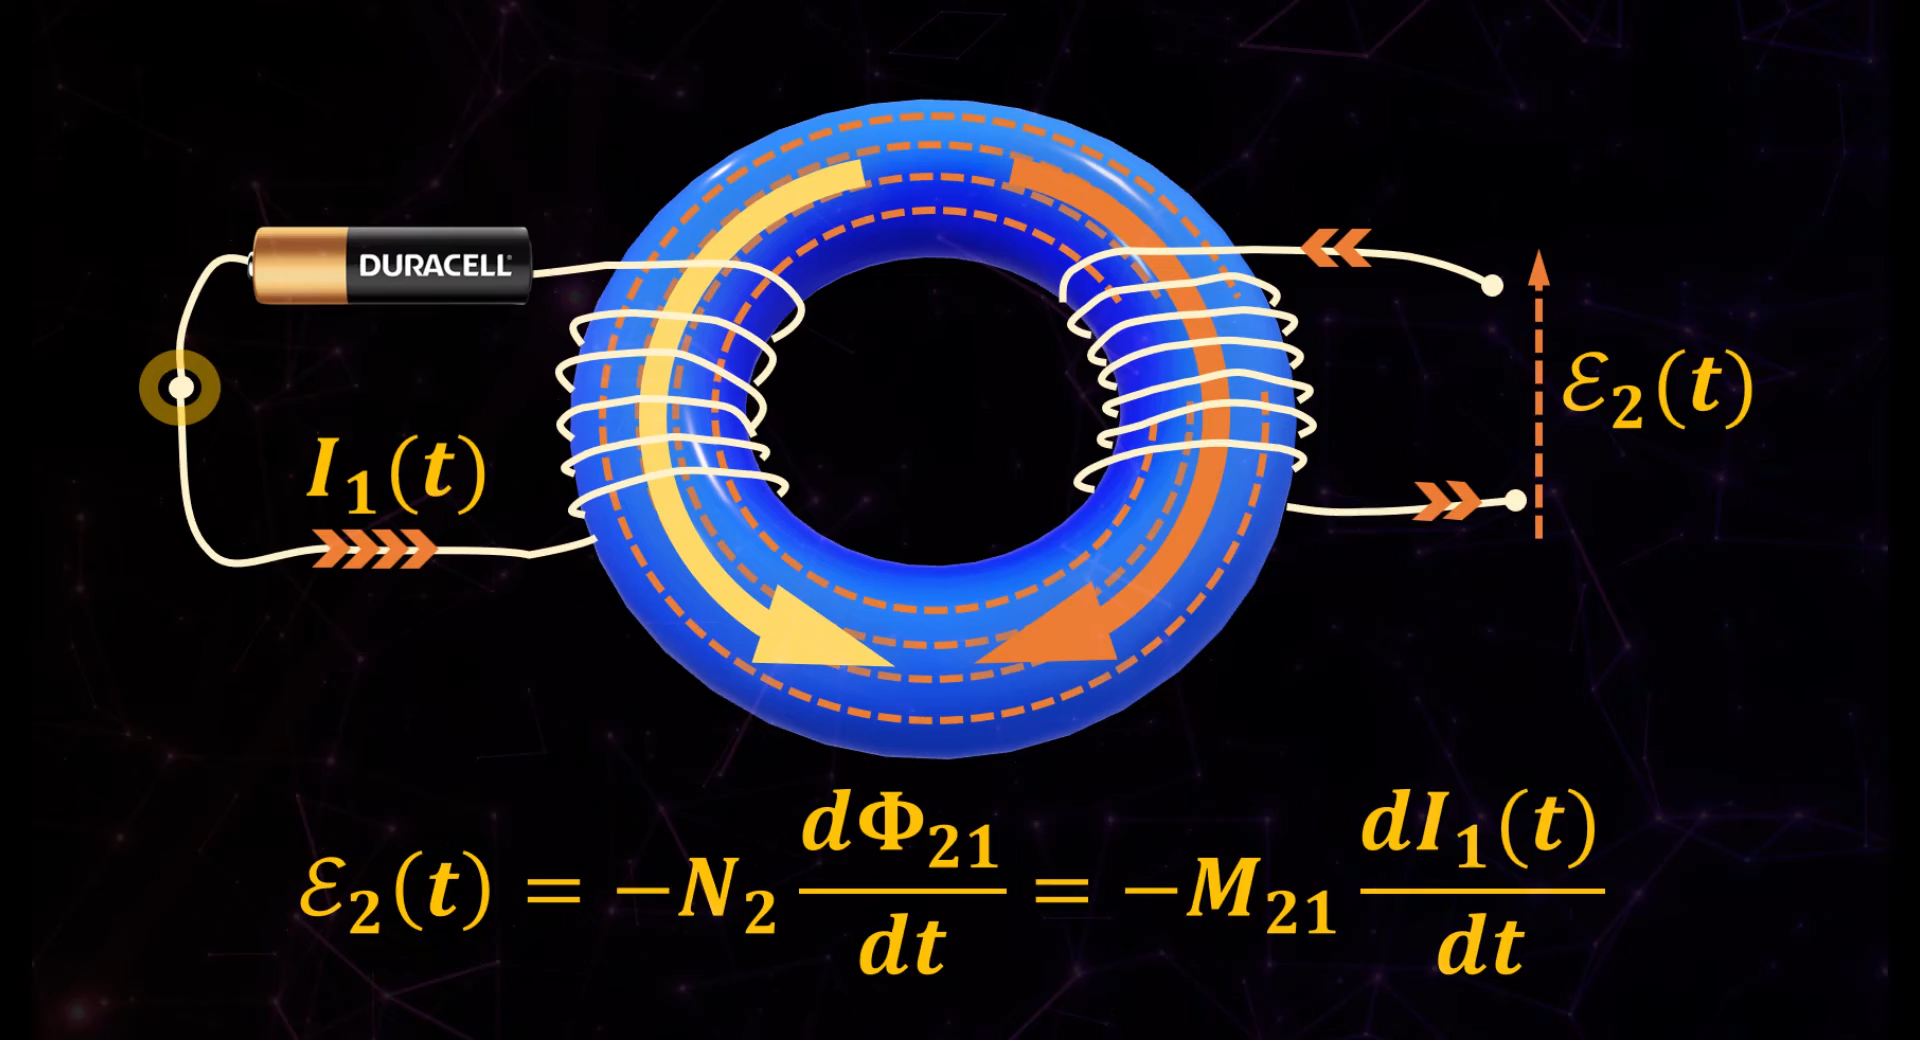 DURACELL
I₁(t)
ℰ₂(t)
ℰ₂(t) = −N₂ dΦ₂₁/dt = −M₂₁ dI₁(t)/dt